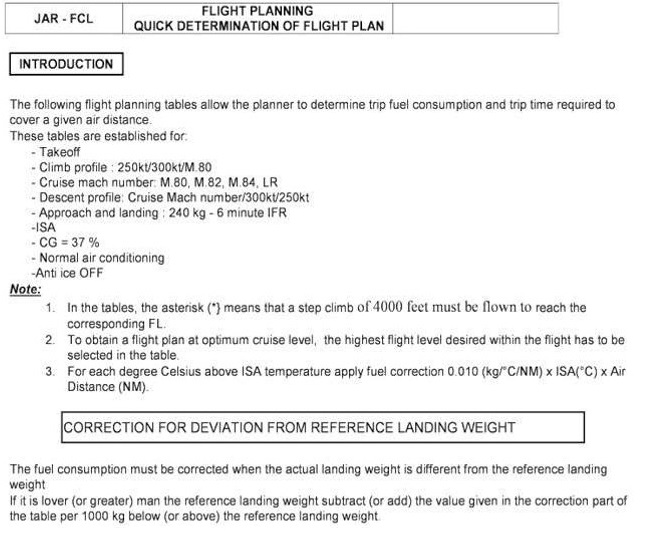 JAR - FCL
FLIGHT PLANNING
QUICK DETERMINATION OF FLIGHT PLAN
INTRODUCTION
The following flight planning tables allow the planner to determine trip fuel consumption and trip time required to
cover a given air distance.
These tables are established for:
- Takeoff
- Climb profile : 250kt/300kt/M.80
- Cruise mach number: M.80, M.82, M.84, LR
- Descent profile: Cruise Mach number/300kt/250kt
- Approach and landing : 240 kg - 6 minute IFR
-ISA
- CG = 37 %
- Normal air conditioning
-Anti ice OFF
Note:
1. In the tables, the asterisk (*} means that a step climb of 4000 feet must be flown to reach the
corresponding FL.
2. To obtain a flight plan at optimum cruise level, the highest flight level desired within the flight has to be
selected in the table.
3. For each degree Celsius above ISA temperature apply fuel correction 0.010 (kg/°C/NM) x ISA(°C) x Air
Distance (NM).
CORRECTION FOR DEVIATION FROM REFERENCE LANDING WEIGHT
The fuel consumption must be corrected when the actual landing weight is different from the reference landing
weight
If it is lover (or greater) man the reference landing weight subtract (or add) the value given in the correction part of
the table per 1000 kg below (or above) the reference landing weight.